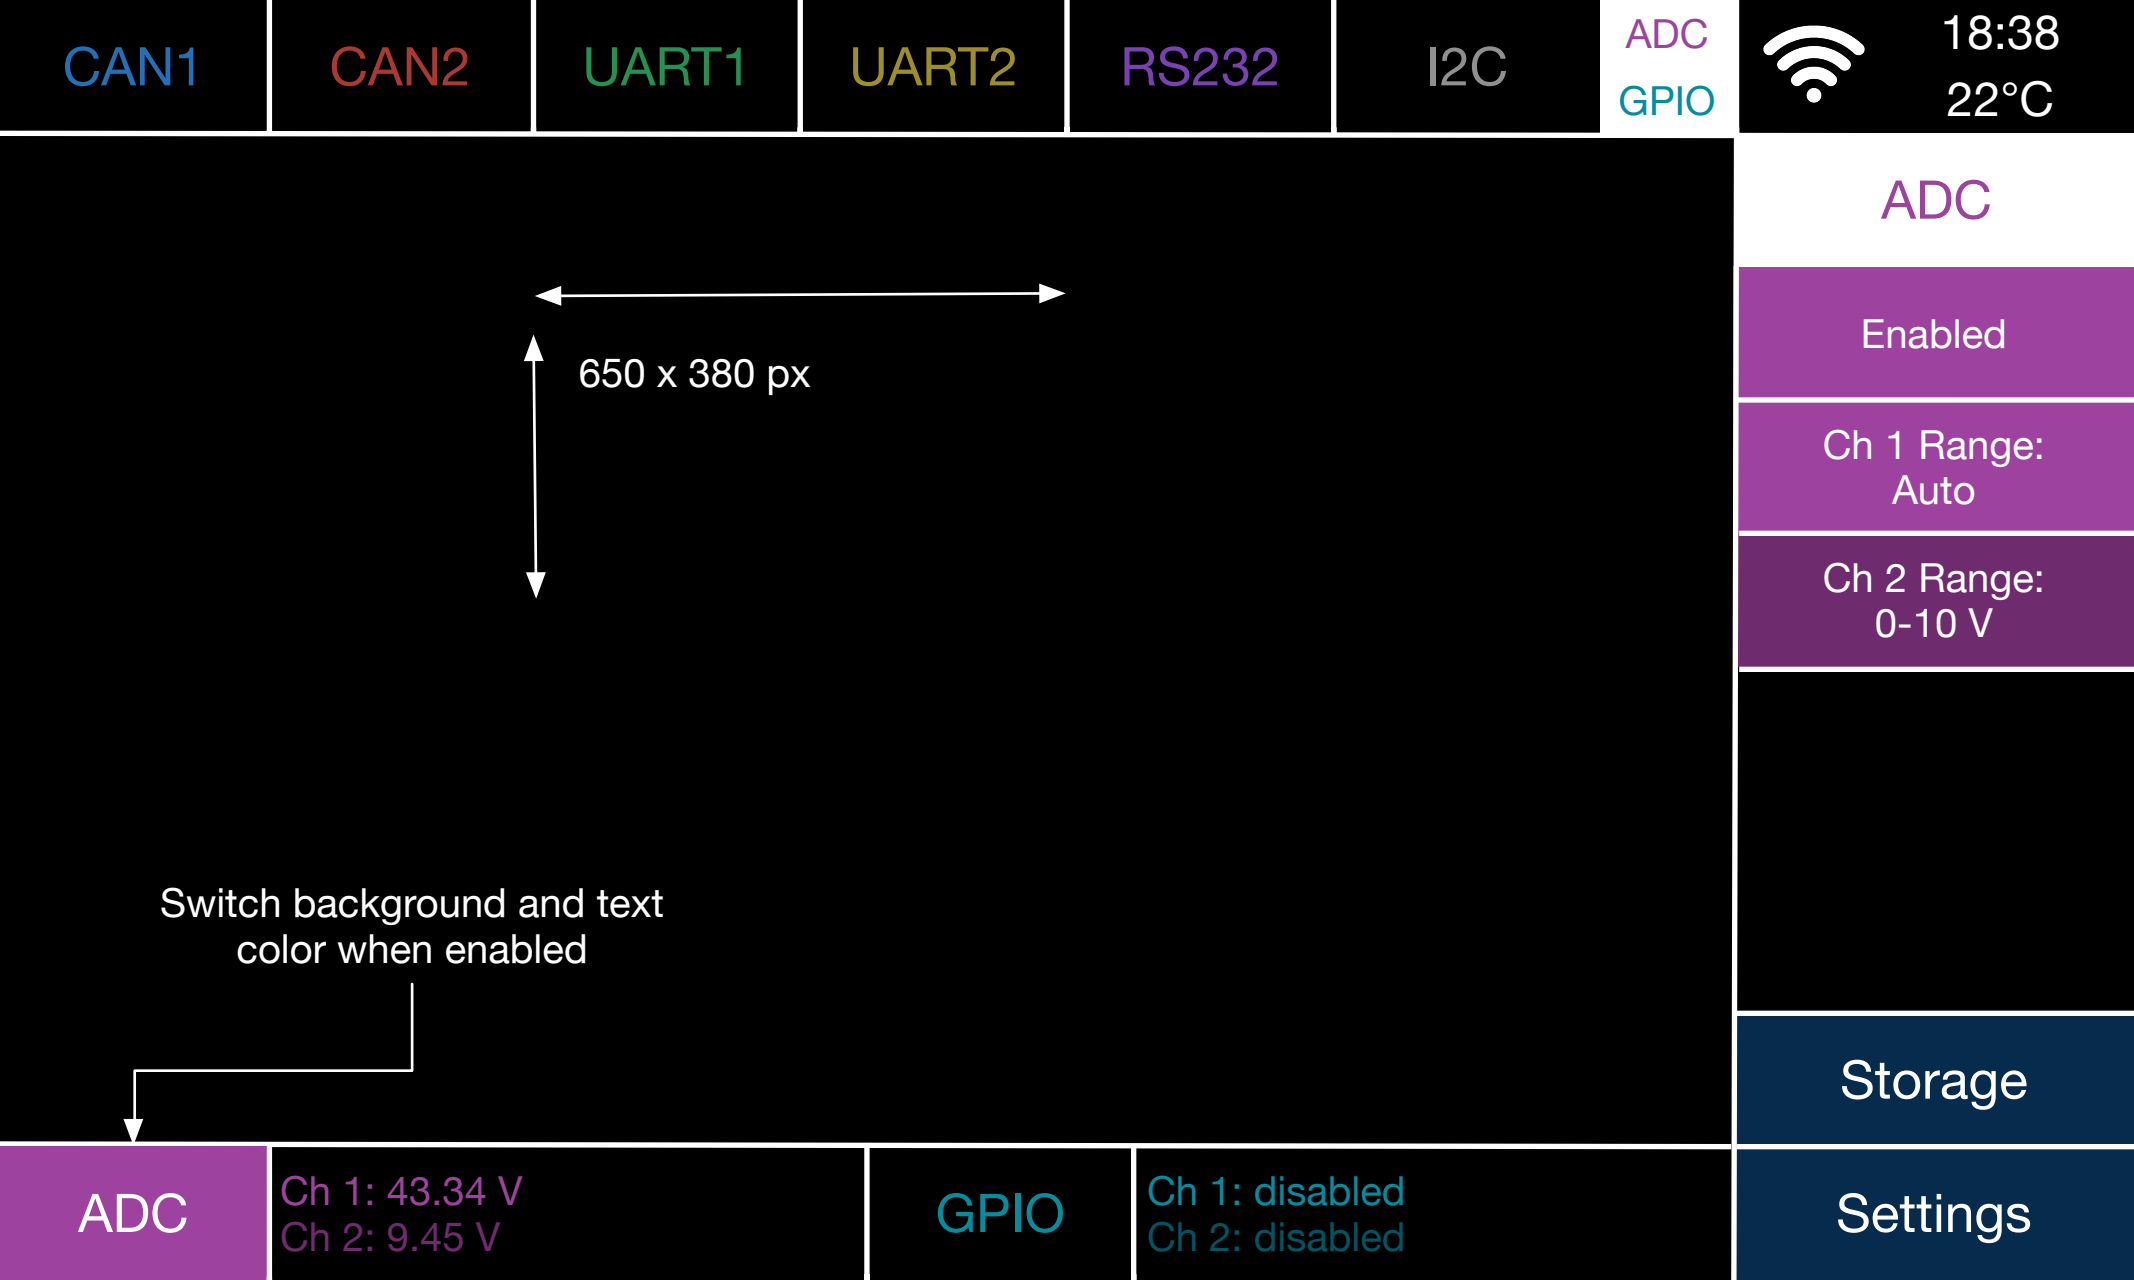 CAN1
CAN2
UART1
UART2
RS232
I2C
ADC
GPIO
18:38
22°C
ADC
Enabled
650 x 380 px
Ch 1 Range:
Auto
Ch 2 Range:
0-10 V
Switch background and text
color when enabled
Storage
ADC
Ch 1: 43.34 V
Ch 2: 9.45 V
GPIO
Ch 1: disabled
Ch 2: disabled
Settings